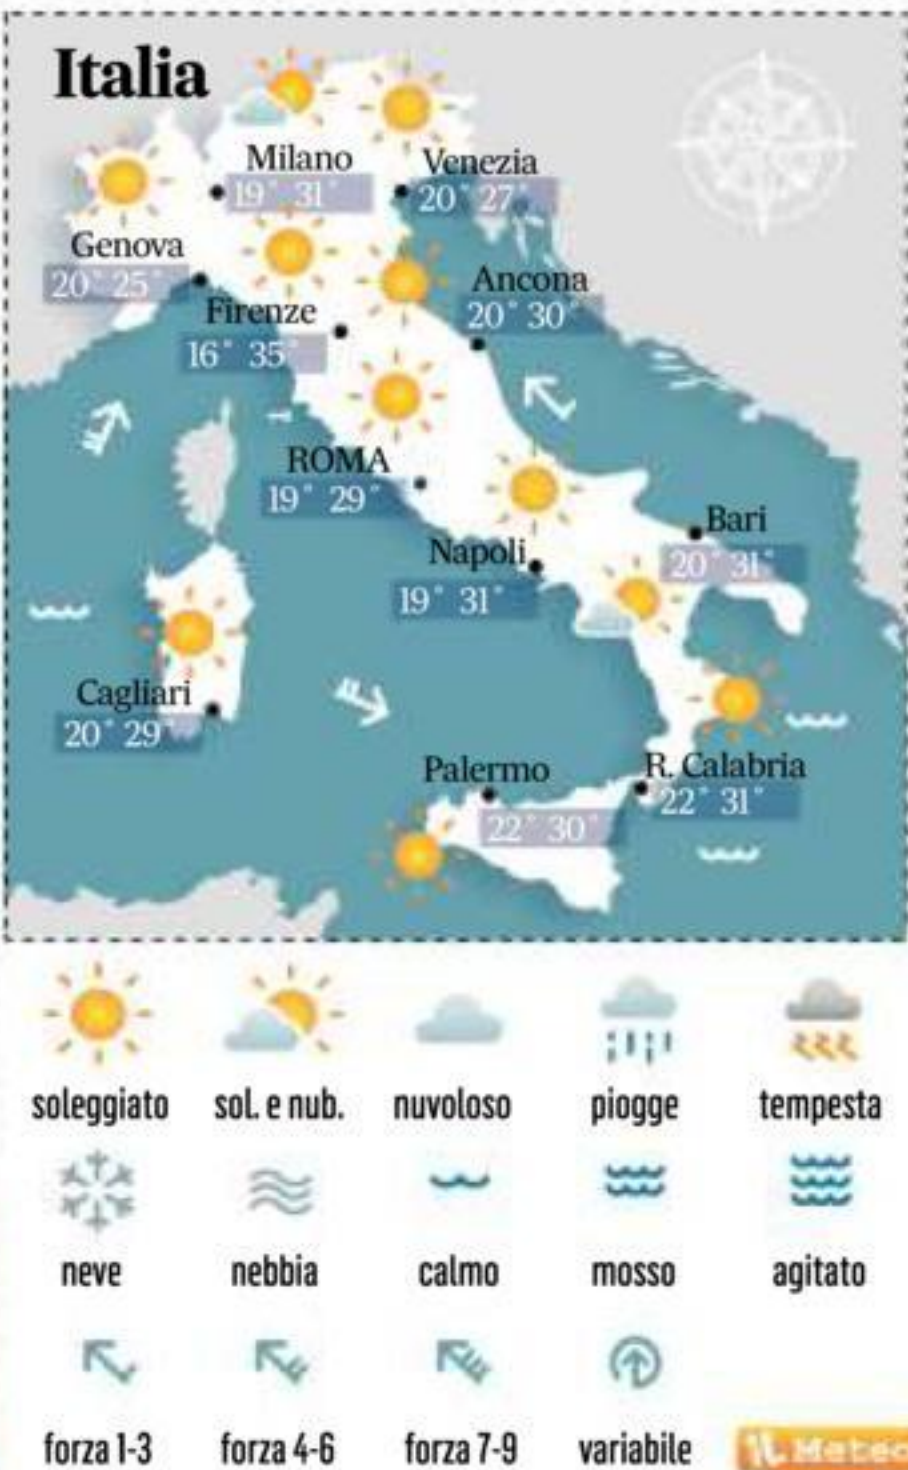 Italia
Milano
19° 31°
Venezia
20° 27°
Genova
20° 25°
Firenze
16° 35°
Ancona
20° 30°
ROMA
19° 29°
Napoli
19° 31°
Bari
20° 31°
Cagliari
20° 29°
Palermo
22° 30°
R. Calabria
22° 31°
soleggiato sol. e nub. nuvoloso piogge tempesta
neve nebbia calmo mosso agitato
forza 1-3 forza 4-6 forza 7-9 variabile
iL Meteo